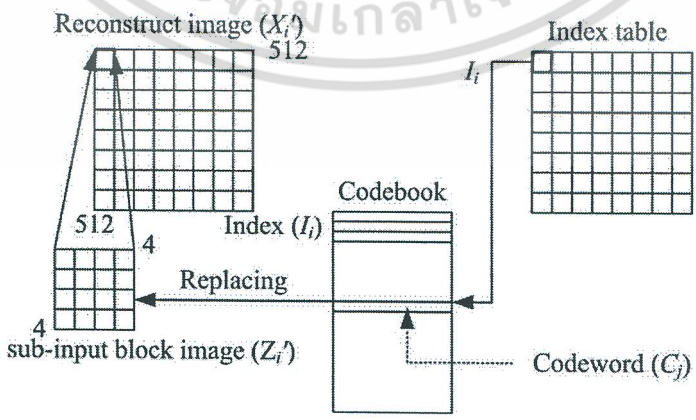 Reconstruct image (Xi')
512
Index table
Ii
Codebook
512
Index (Ii)
4
Replacing
4
sub-input block image (Zi')
Codeword (Cj)